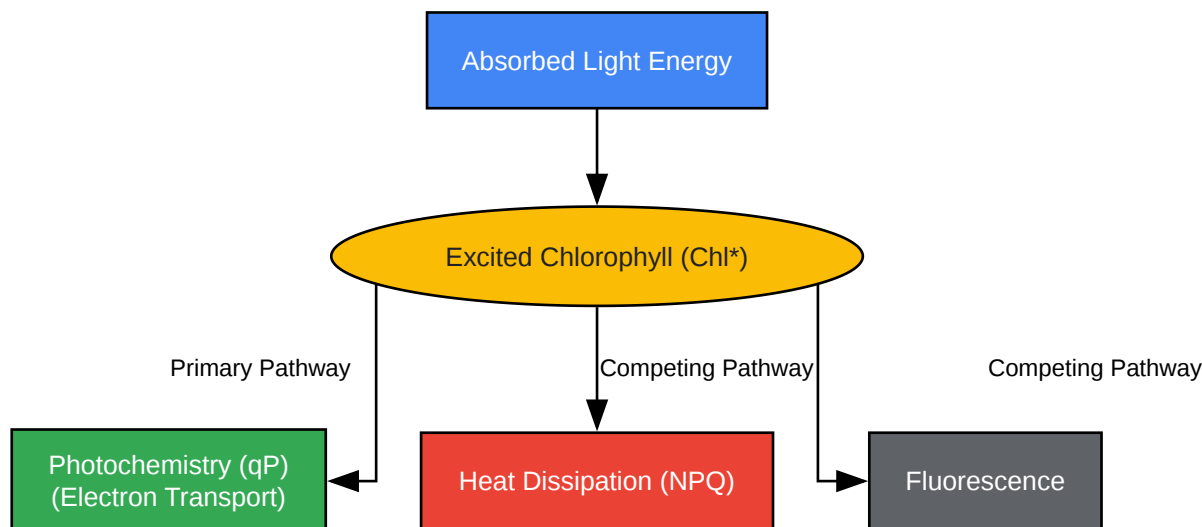 Absorbed Light Energy
Excited Chlorophyll (Chl*)
Primary Pathway
Competing Pathway
Competing Pathway
Photochemistry (qP)
(Electron Transport)
Heat Dissipation (NPQ)
Fluorescence